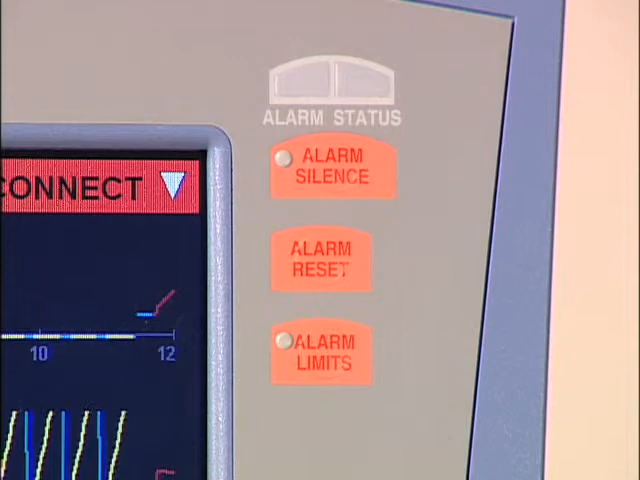 ALARM STATUS
ALARM
SILENCE
CONNECT
ALARM
RESET
ALARM
LIMITS
10 12